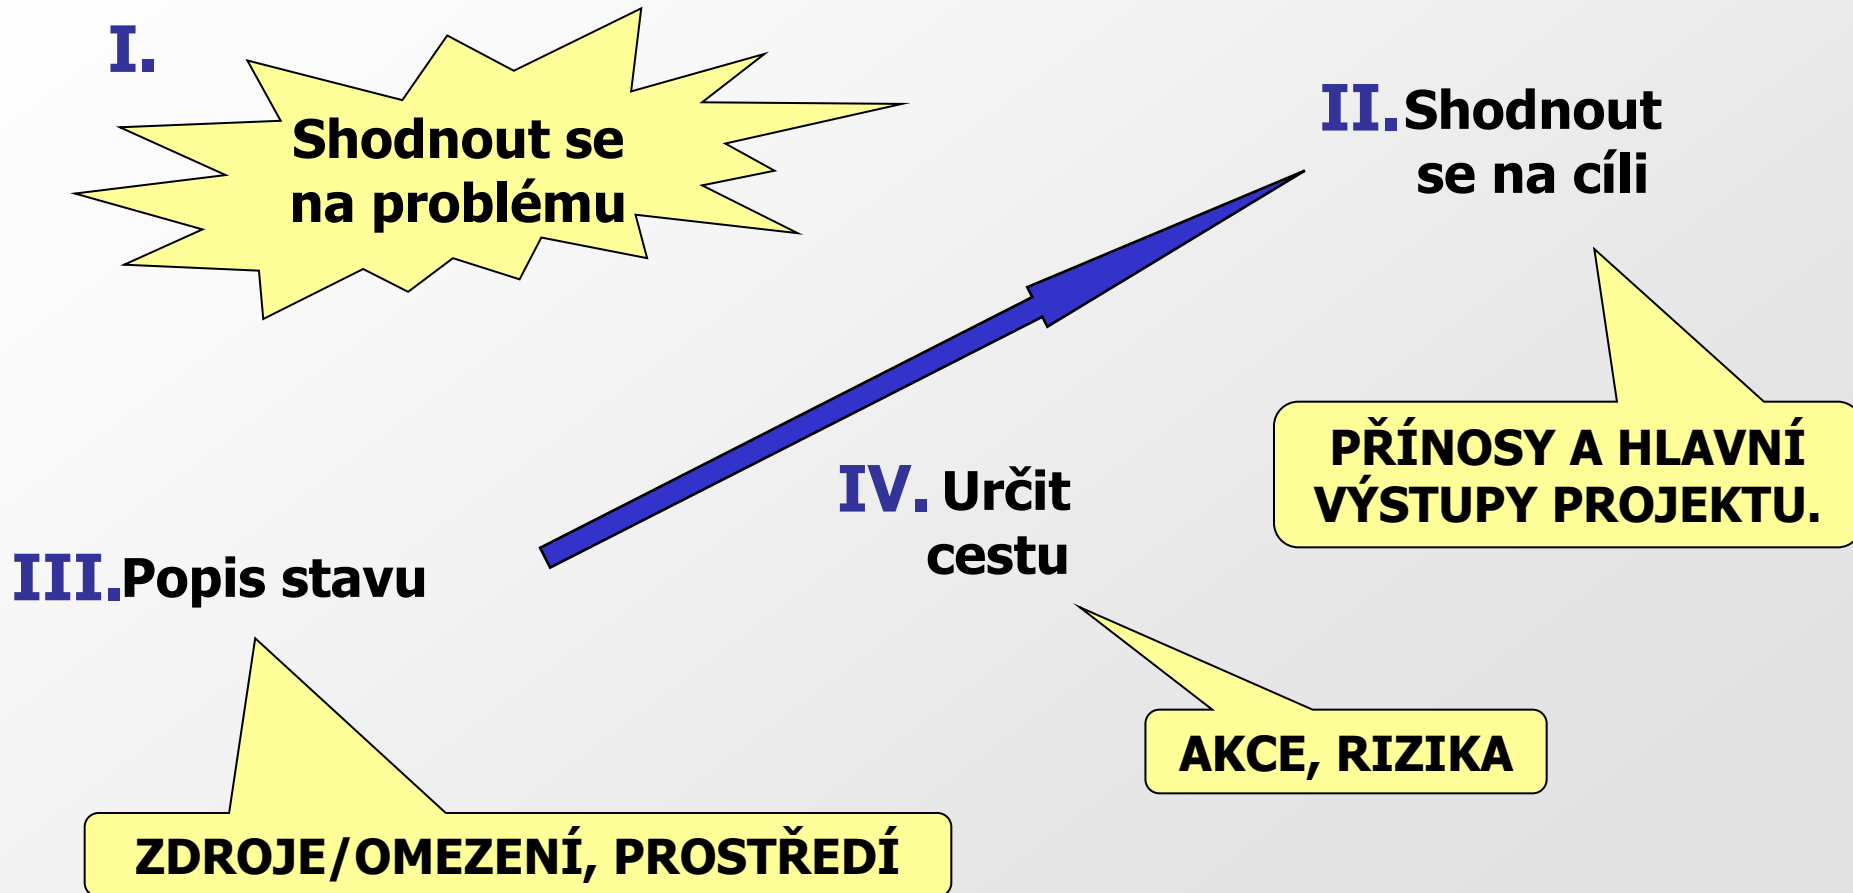 I.
Shodnout se
na problému
II. Shodnout
se na cíli
PŘÍNOSY A HLAVNÍ
VÝSTUPY PROJEKTU.
IV. Určit
cestu
III. Popis stavu
AKCE, RIZIKA
ZDROJE/OMEZENÍ, PROSTŘEDÍ